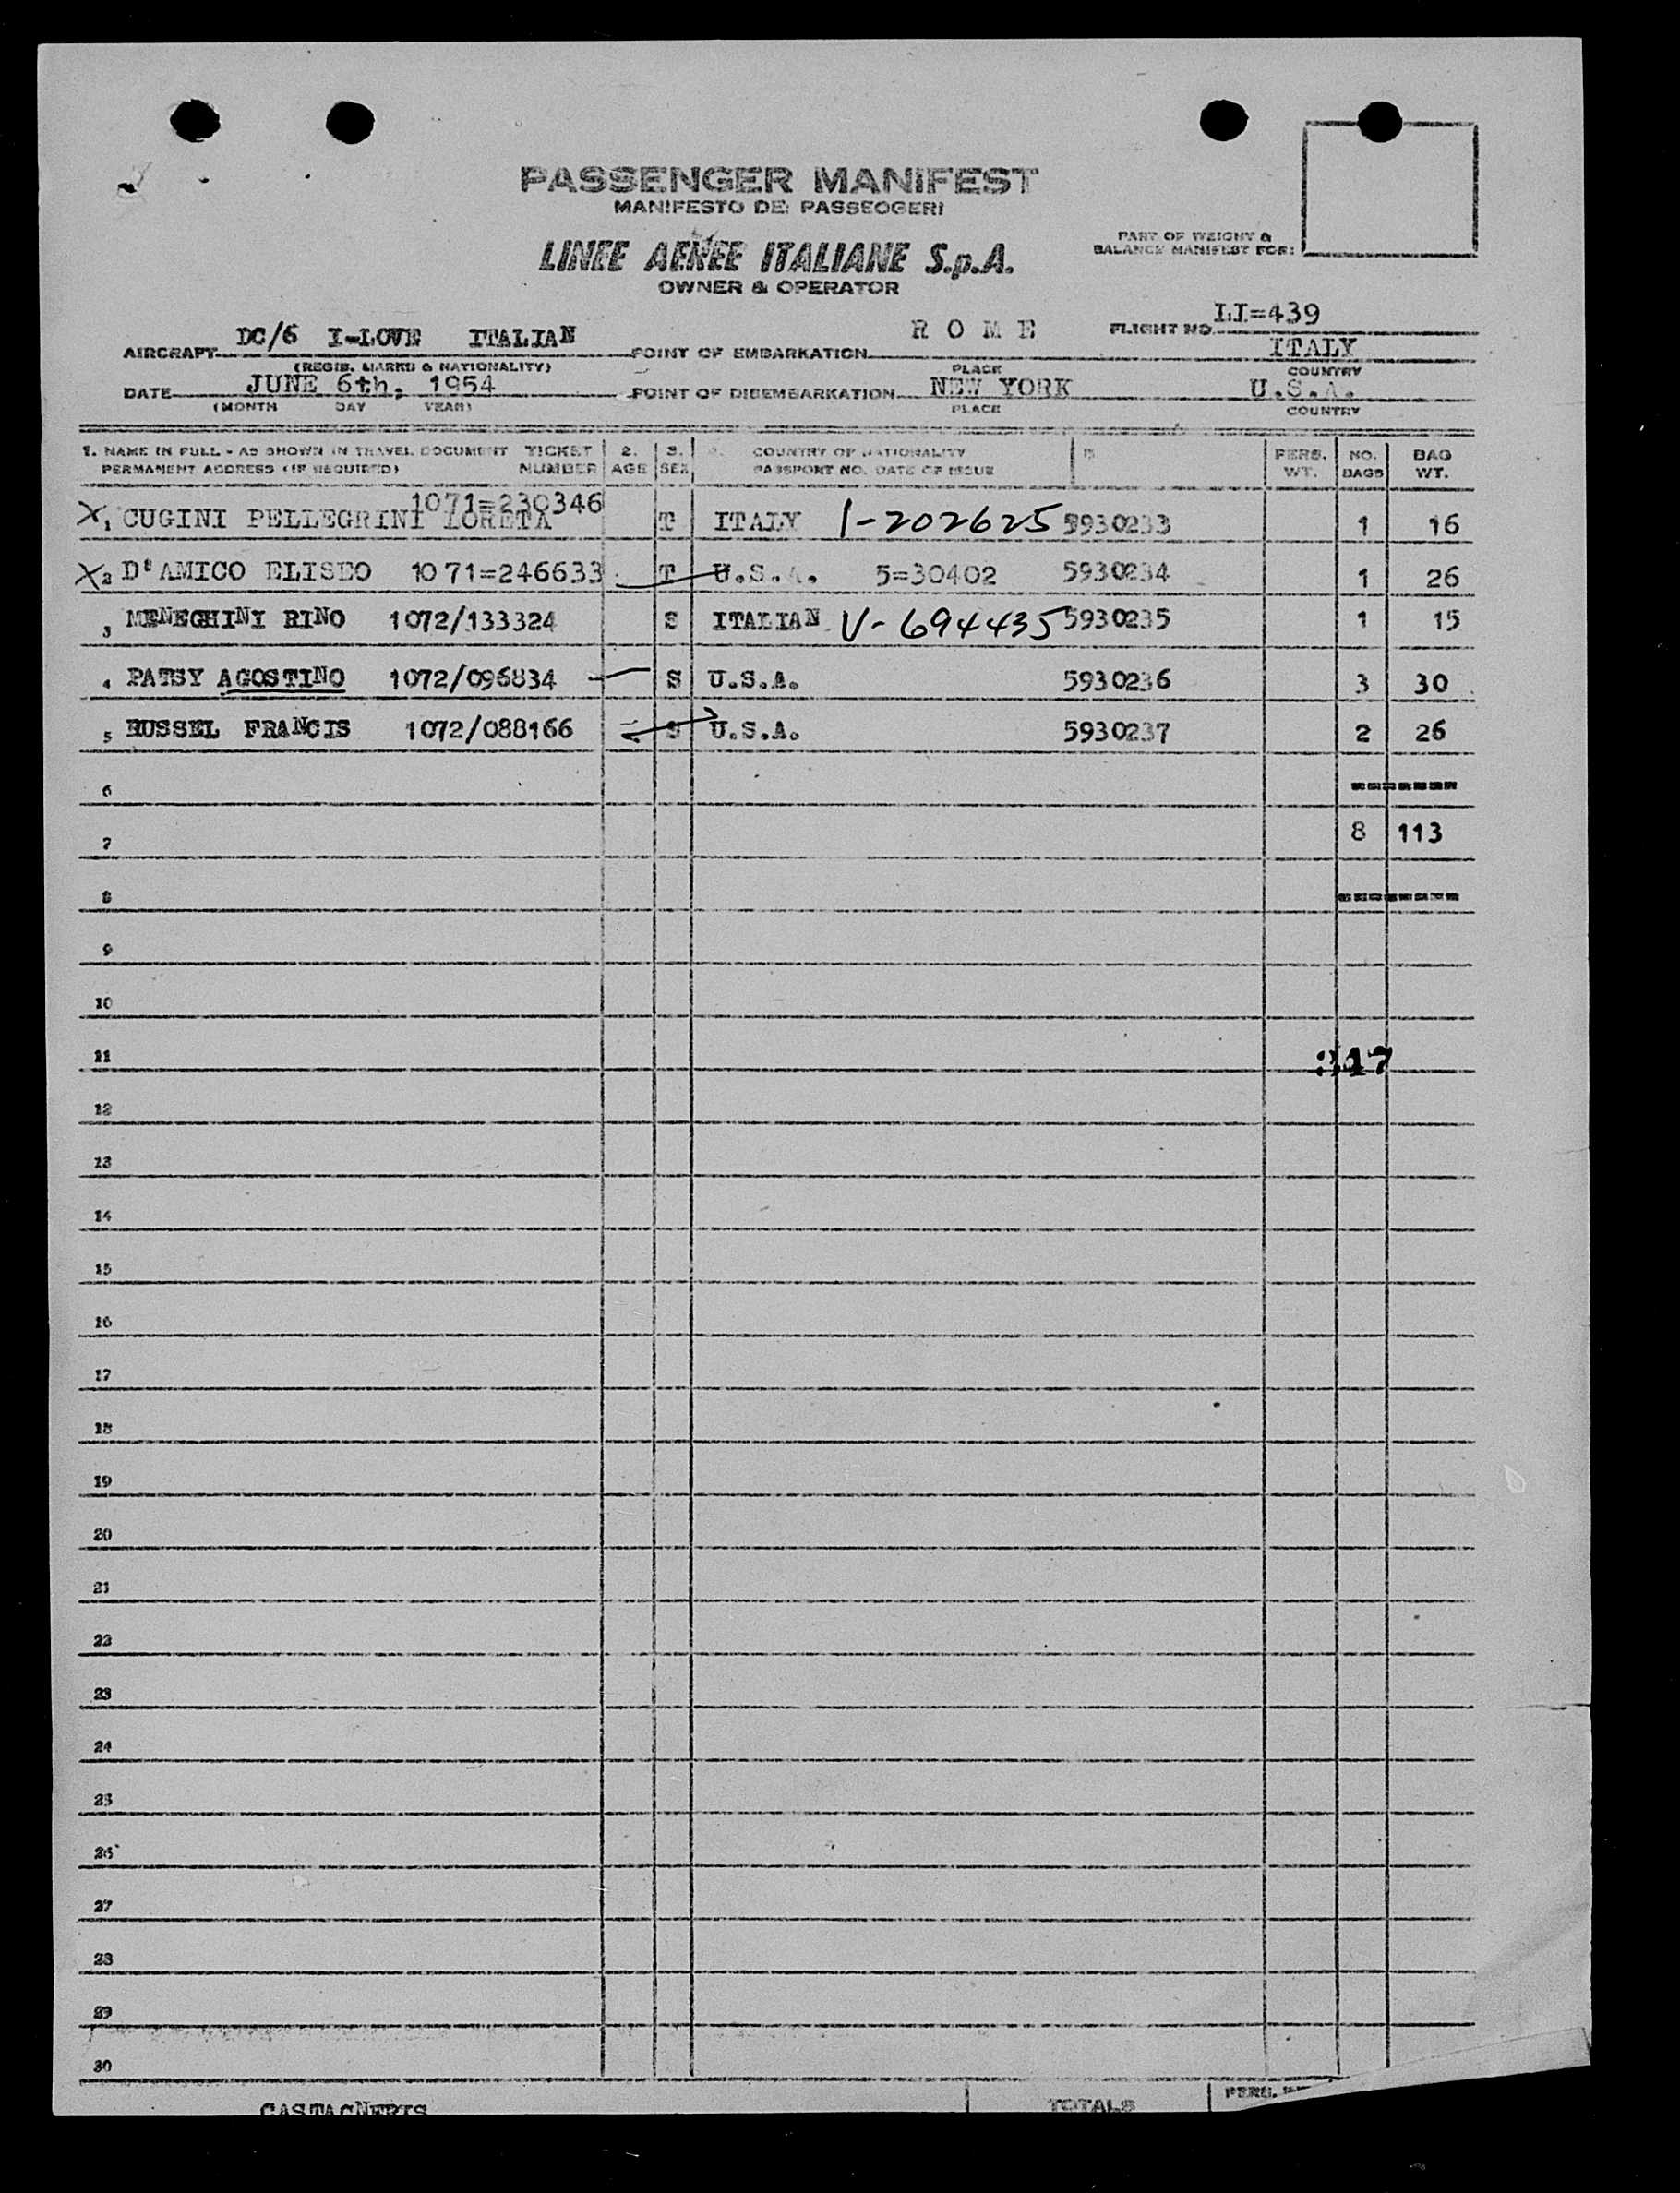 PASSENGER MANIFEST
MANIFESTO DEI PASSEOGERI
LINEE AEREE ITALIANE S.p.A.
OWNER & OPERATOR
PART OF WEIGHT &
BALANCE MANIFEST FOR:
AIRCRAFT DC/6 I-LOVE ITALIAN POINT OF EMBARKATION R O M E FLIGHT NO. LI=439
ITALY
(REGIS. MARKS & NATIONALITY) PLACE COUNTRY
DATE JUNE 6th, 1954 POINT OF DISEMBARKATION NEW YORK U.S.A.
(MONTH DAY YEAR) PLACE COUNTRY
1. NAME IN FULL - AS SHOWN IN TRAVEL DOCUMENT TICKET 2. 3. COUNTRY OF NATIONALITY PERS. NO. BAG
PERMANENT ADDRESS (IF REQUIRED) NUMBER AGE SEX PASSPORT NO. DATE OF ISSUE WT. BAGS WT.
X 1 CUGINI PELLEGRINI LORETA 1071=230346 T ITALY 1-202625 5930233 1 16
X 2 D'AMICO ELISEO 1071=246633 T U.S.A. 5=30402 5930234 1 26
3 MENEGHINI RINO 1072/133324 S ITALIAN V-694435 5930235 1 15
4 PATSY AGOSTINO 1072/096834 S U.S.A. 5930236 3 30
5 RUSSEL FRANCIS 1072/088166 S U.S.A. 5930237 2 26
6 -------
7 8 113
8 -------
9
10
11 347
12
13
14
15
16
17
18
19
20
21
22
23
24
25
26
27
28
29
30
CASTAGNERIS TOTALS PERS.